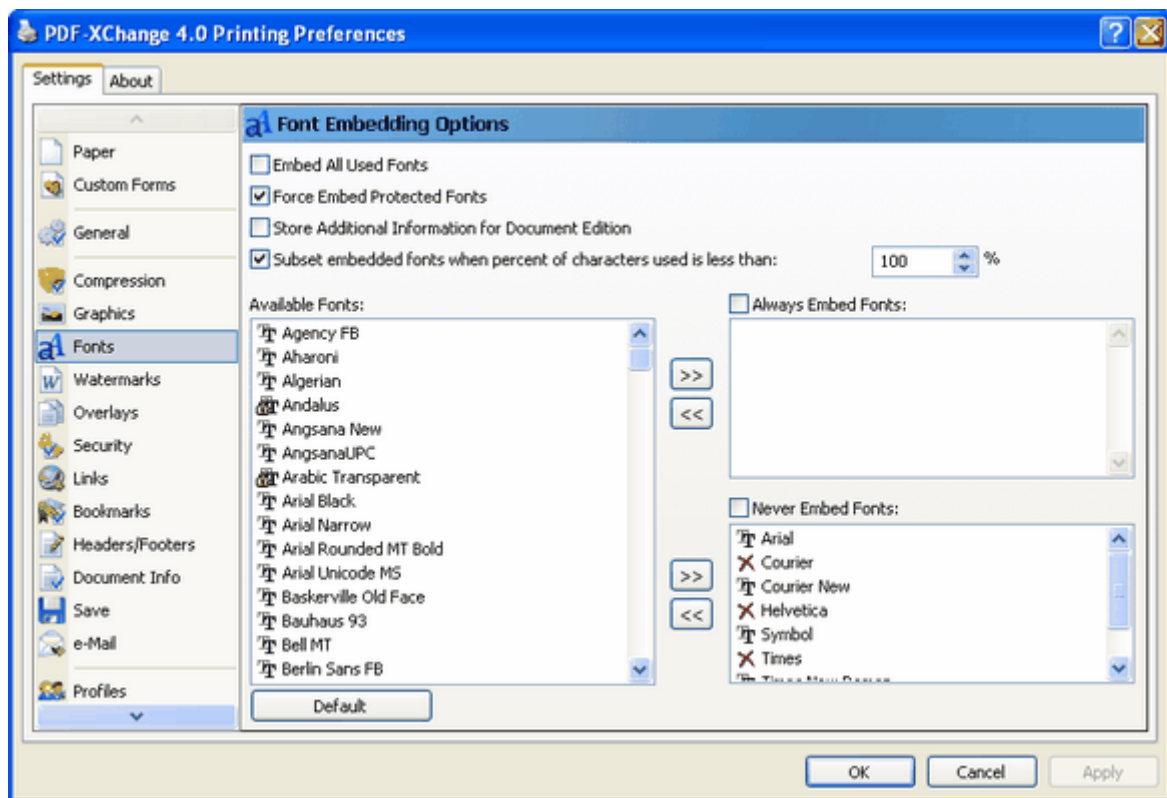 PDF-XChange 4.0 Printing Preferences
Settings
About
Paper
Custom Forms
General
Compression
Graphics
Fonts
Watermarks
Overlays
Security
Links
Bookmarks
Headers/Footers
Document Info
Save
e-Mail
Profiles
Font Embedding Options
Embed All Used Fonts
Force Embed Protected Fonts
Store Additional Information for Document Edition
Subset embedded fonts when percent of characters used is less than: 100 %
Available Fonts:
Agency FB
Aharoni
Algerian
Andalus
Angsana New
AngsanaUPC
Arabic Transparent
Arial Black
Arial Narrow
Arial Rounded MT Bold
Arial Unicode MS
Baskerville Old Face
Bauhaus 93
Bell MT
Berlin Sans FB
Default
>>
<<
Always Embed Fonts:
>>
<<
Never Embed Fonts:
Arial
Courier
Courier New
Helvetica
Symbol
Times
Times New Roman
OK
Cancel
Apply